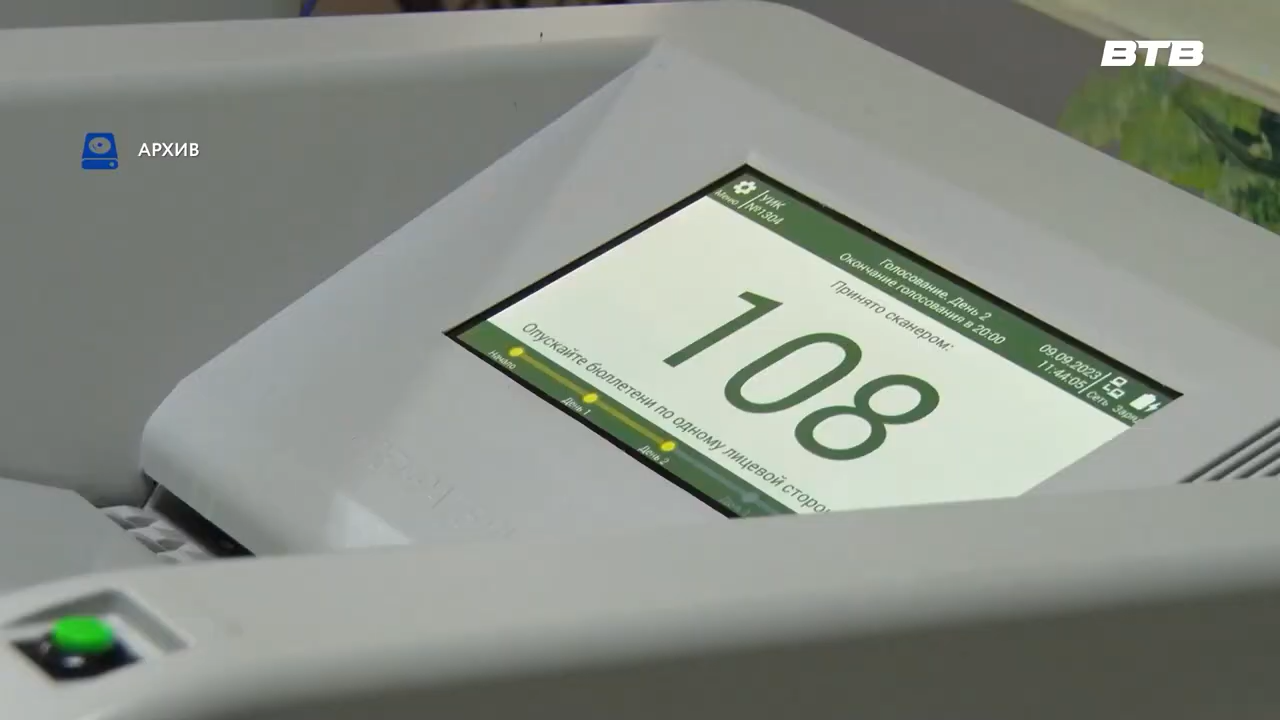 ВТВ
АРХИВ
Меню
УИК
№1304
Голосование. День 2
Окончание голосования в 20:00
09.09.2023
11:44:05
Сеть
Принято сканером:
108
Опускайте бюллетени по одному лицевой
Начало
День 1
День 2